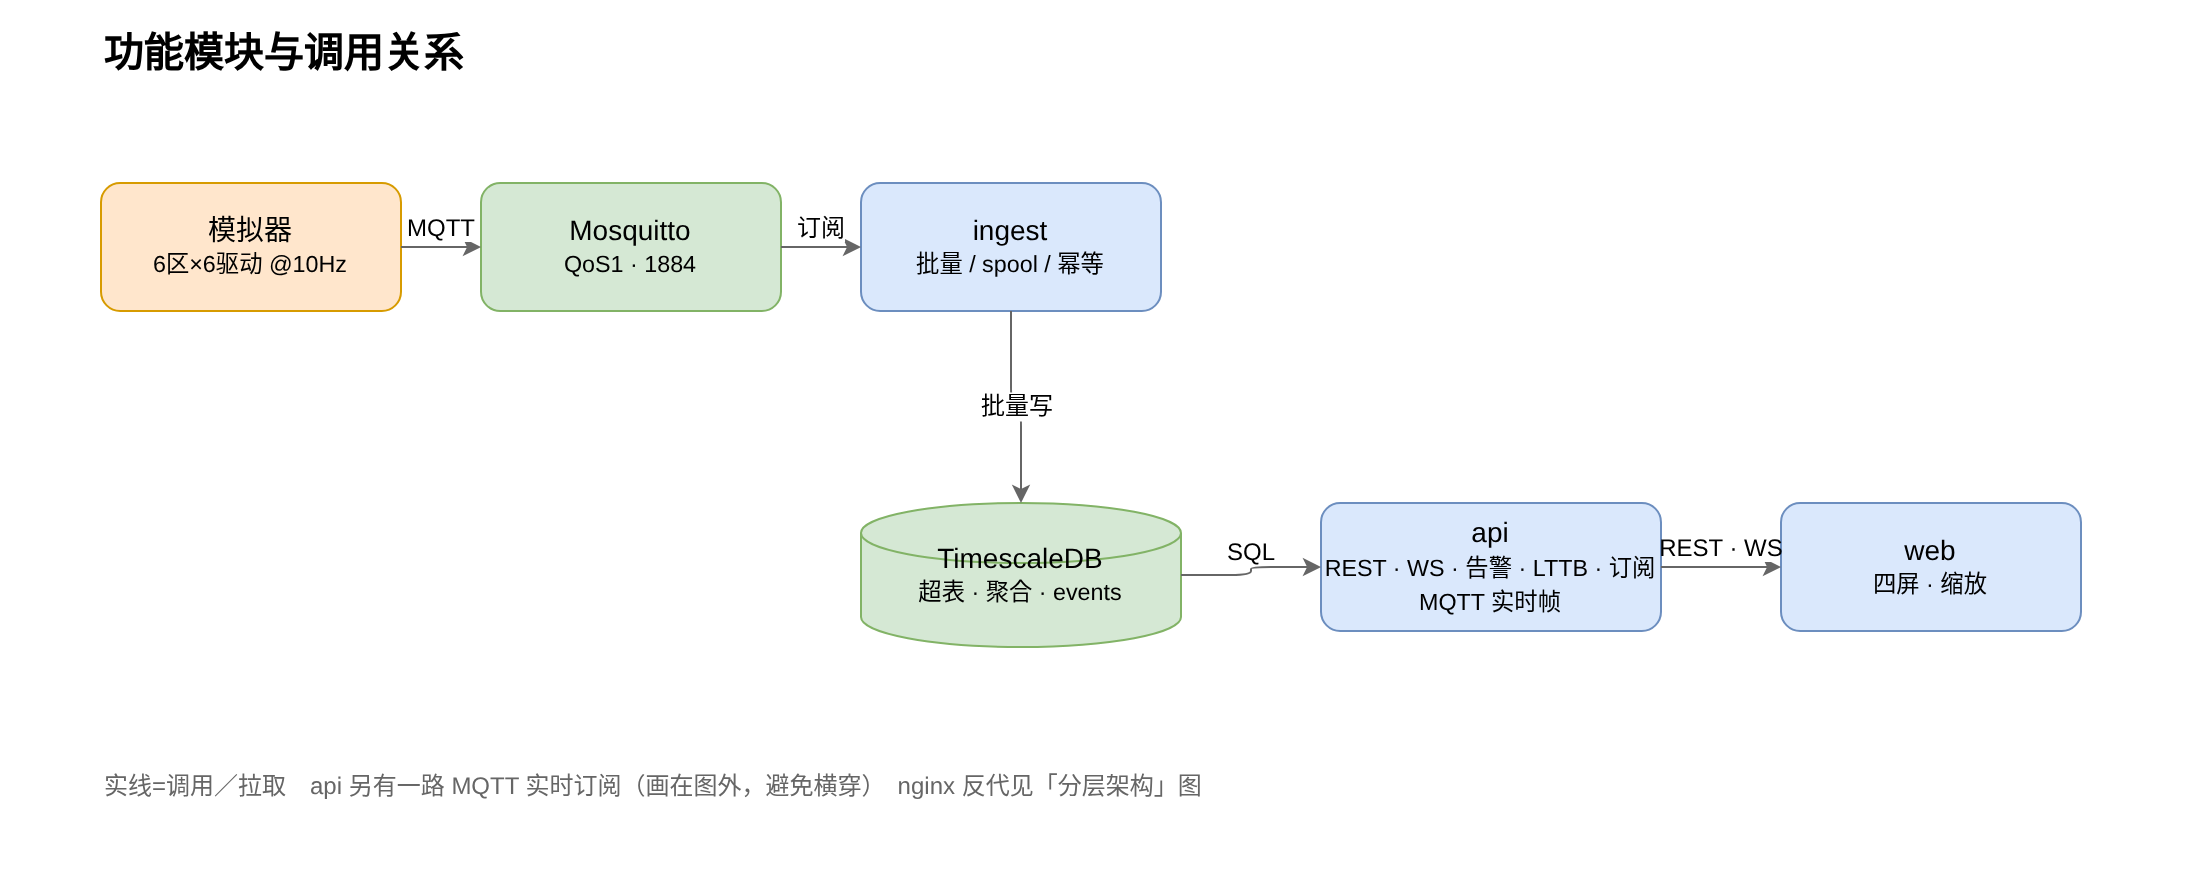 功能模块与调用关系
模拟器
6区×6驱动 @10Hz
MQTT
Mosquitto
QoS1 · 1884
订阅
ingest
批量 / spool / 幂等
批量写
TimescaleDB
超表 · 聚合 · events
SQL
api
REST · WS · 告警 · LTTB · 订阅
MQTT 实时帧
REST · WS
web
四屏 · 缩放
实线=调用／拉取　api 另有一路 MQTT 实时订阅（画在图外，避免横穿）　nginx 反代见「分层架构」图